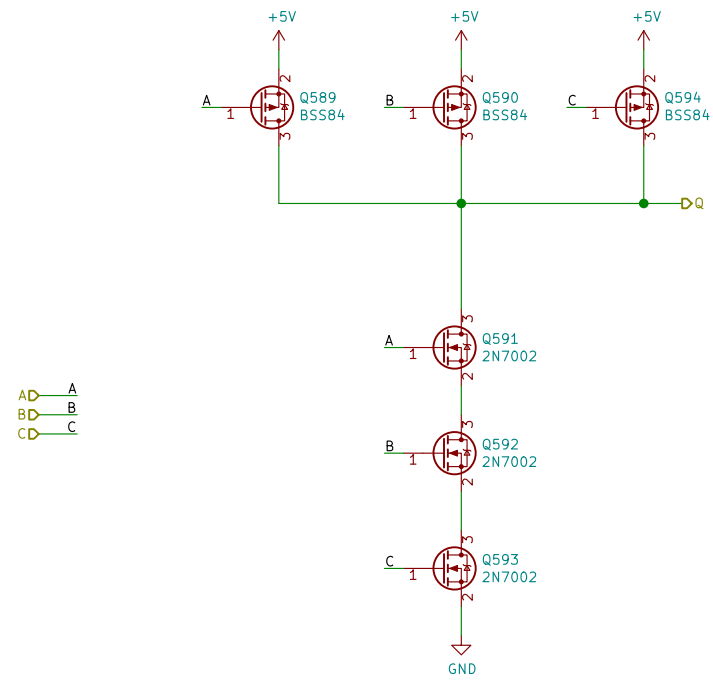 +5V +5V +5V
2 2 2
A Q589 B Q590 C Q594
1 BSS84 1 BSS84 1 BSS84
3 3 3
Q
3
A Q591
1 2N7002
2
A A
B B
C C
3
B Q592
1 2N7002
2
3
C Q593
1 2N7002
2
GND